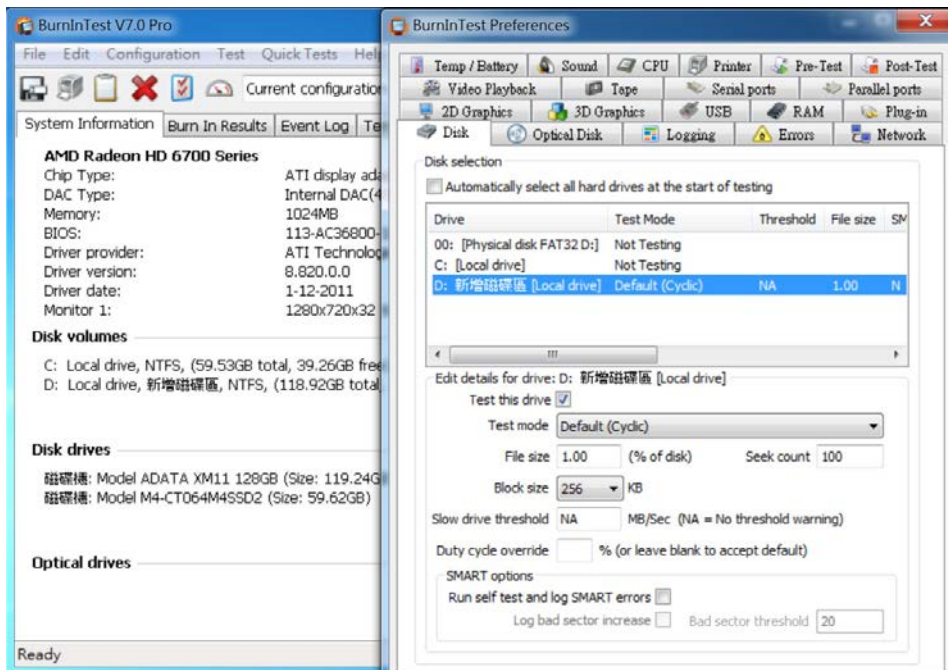 BurnInTest V7.0 Pro
File Edit Configuration Test Quick Tests Help
Current configuration
System Information Burn In Results Event Log Te
AMD Radeon HD 6700 Series
Chip Type: ATI display ada
DAC Type: Internal DAC(4
Memory: 1024MB
BIOS: 113-AC36800-
Driver provider: ATI Technolog
Driver version: 8.820.0.0
Driver date: 1-12-2011
Monitor 1: 1280x720x32
Disk volumes
C: Local drive, NTFS, (59.53GB total, 39.26GB free
D: Local drive, 新增磁碟區, NTFS, (118.92GB total
Disk drives
磁碟機: Model ADATA XM11 128GB (Size: 119.24G
磁碟機: Model M4-CT064M4SSD2 (Size: 59.62GB)
Optical drives
Ready
BurnInTest Preferences
Temp / Battery Sound CPU Printer Pre-Test Post-Test
Video Playback Tape Serial ports Parallel ports
2D Graphics 3D Graphics USB RAM Plug-in
Disk Optical Disk Logging Errors Network
Disk selection
Automatically select all hard drives at the start of testing
Drive Test Mode Threshold File size SM
00: [Physical disk FAT32 D:] Not Testing
C: [Local drive] Not Testing
D: 新增磁碟區 [Local drive] Default (Cyclic) NA 1.00 N
Edit details for drive: D: 新增磁碟區 [Local drive]
Test this drive
Test mode Default (Cyclic)
File size 1.00 (% of disk) Seek count 100
Block size 256 KB
Slow drive threshold NA MB/Sec (NA = No threshold warning)
Duty cycle override % (or leave blank to accept default)
SMART options
Run self test and log SMART errors
Log bad sector increase Bad sector threshold 20